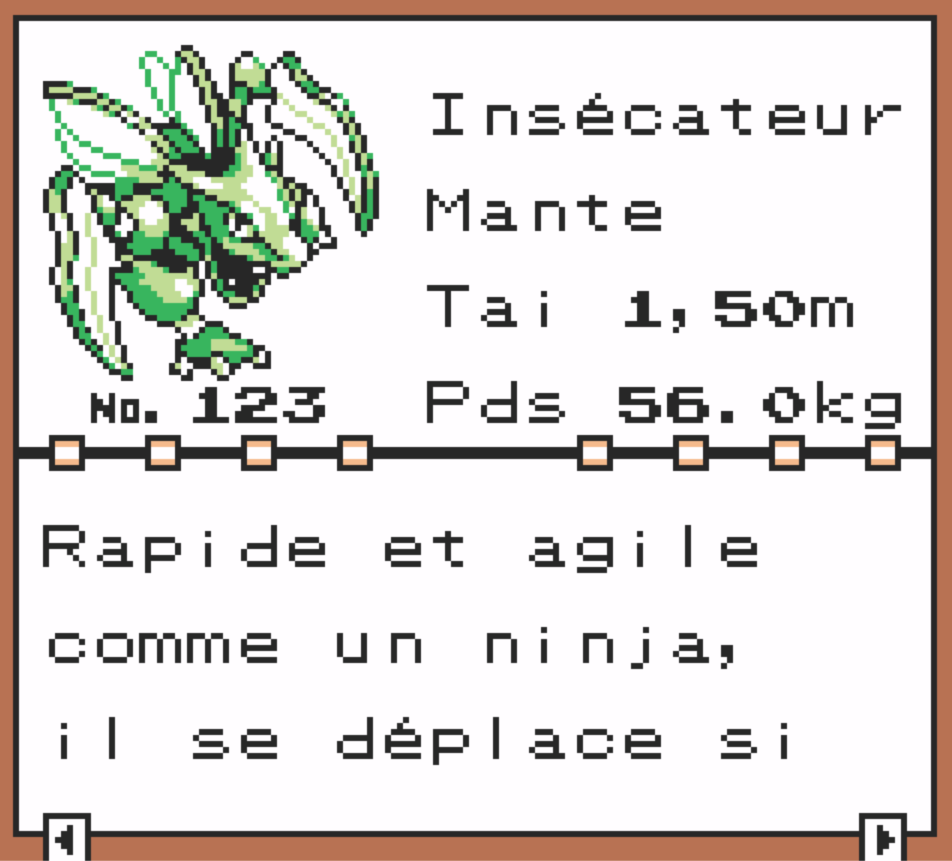 Insécateur
Mante
Tai 1,50m
Pds 56.0kg
No. 123
Rapide et agile
comme un ninja,
il se déplace si